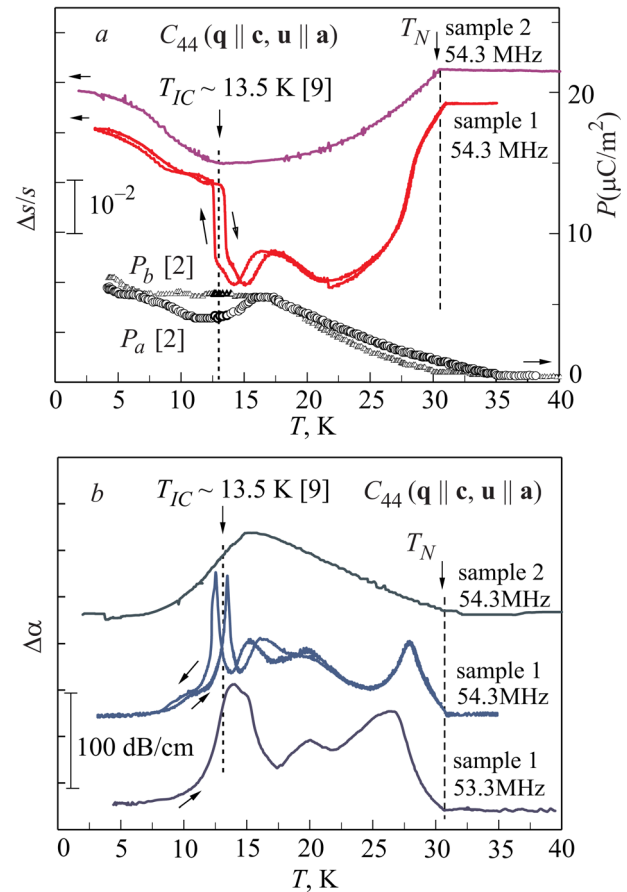 a
C44 (q || c, u || a)
TN
sample 2
54.3 MHz
TIC ~ 13.5 K [9]
sample 1
54.3 MHz
10−2
Δs/s
P(μC/m2)
20
10
0
Pb [2]
Pa [2]
0 5 10 15 20 25 30 35 40
T, K
b
TIC ~ 13.5 K [9]
C44 (q || c, u || a)
TN
sample 2
54.3MHz
sample 1
54.3MHz
Δα
100 dB/cm
sample 1
53.3MHz
0 5 10 15 20 25 30 35 40
T, K